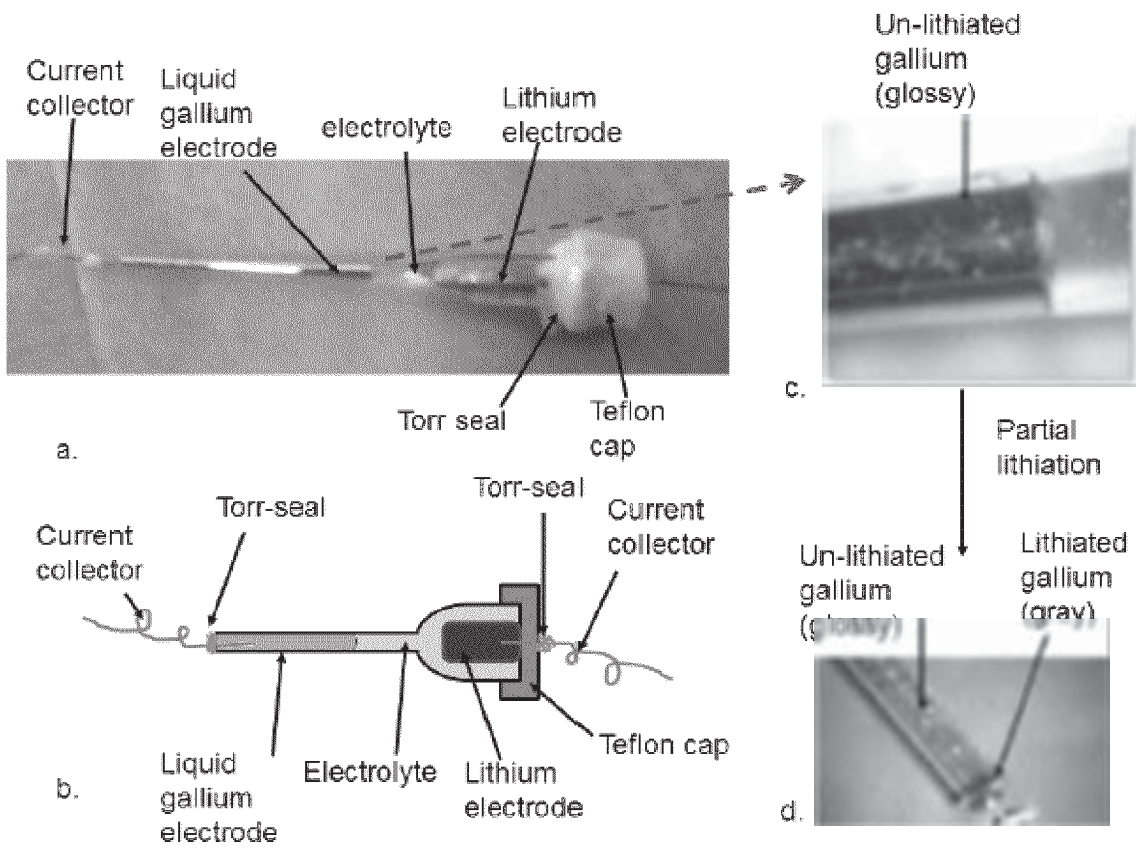 Current
collector
Liquid
gallium
electrode
electrolyte
Lithium
electrode
Torr seal
Teflon
cap
a.
Un-lithiated
gallium
(glossy)
c.
Partial
lithiation
Current
collector
Torr-seal
Torr-seal
Current
collector
Liquid
gallium
electrode
Electrolyte
Lithium
electrode
Teflon cap
b.
Un-lithiated
gallium
(glossy)
Lithiated
gallium
(gray)
d.